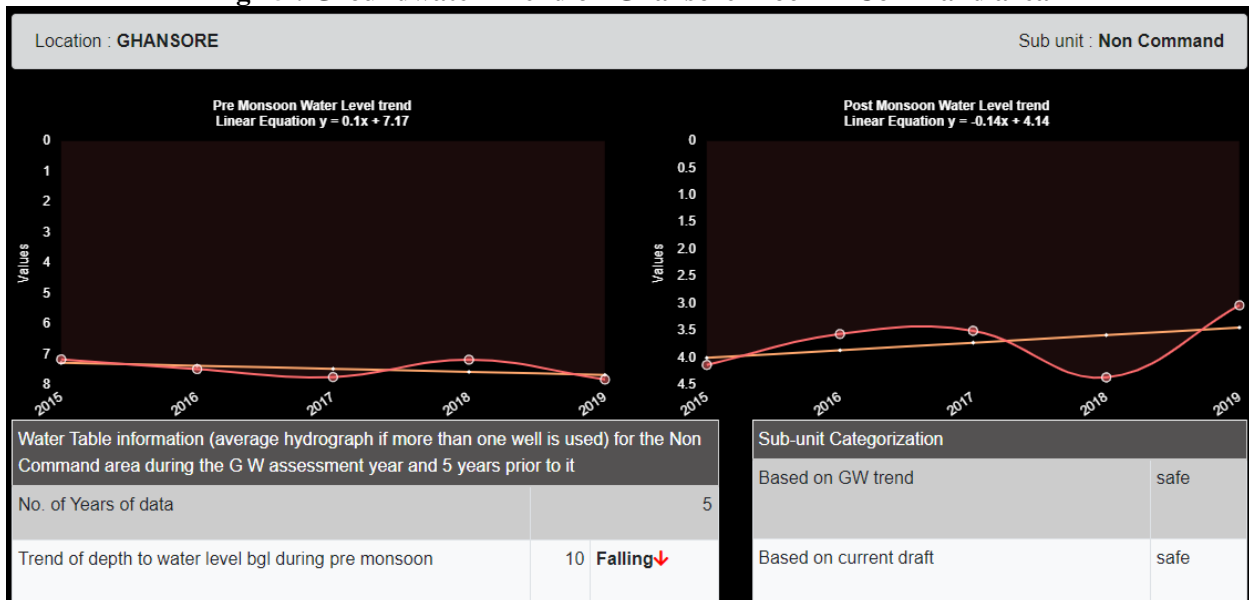 Location : GHANSORE
Sub unit : Non Command
Pre Monsoon Water Level trend
Linear Equation y = 0.1x + 7.17
0
1
2
3
4
5
6
7
8
Values
2015
2016
2017
2018
2019
Post Monsoon Water Level trend
Linear Equation y = -0.14x + 4.14
0
0.5
1.0
1.5
2.0
2.5
3.0
3.5
4.0
4.5
Values
2015
2016
2017
2018
2019
Water Table information (average hydrograph if more than one well is used) for the Non
Command area during the G W assessment year and 5 years prior to it
No. of Years of data 5
Trend of depth to water level bgl during pre monsoon 10 Falling↓
Sub-unit Categorization
Based on GW trend safe
Based on current draft safe